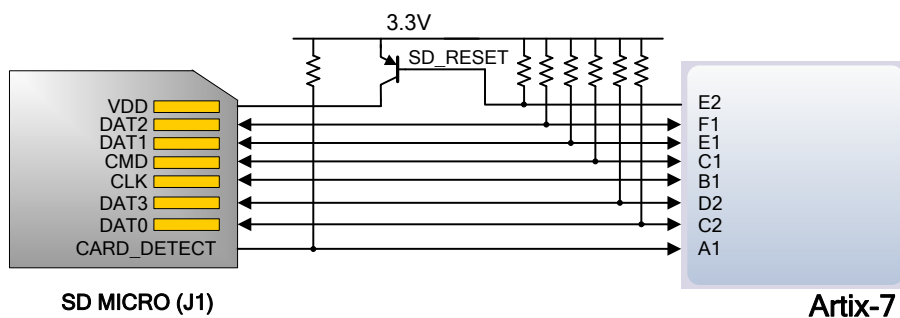 3.3V
SD_RESET
VDD
DAT2
DAT1
CMD
CLK
DAT3
DAT0
CARD_DETECT
E2
F1
E1
C1
B1
D2
C2
A1
SD MICRO (J1)
Artix-7